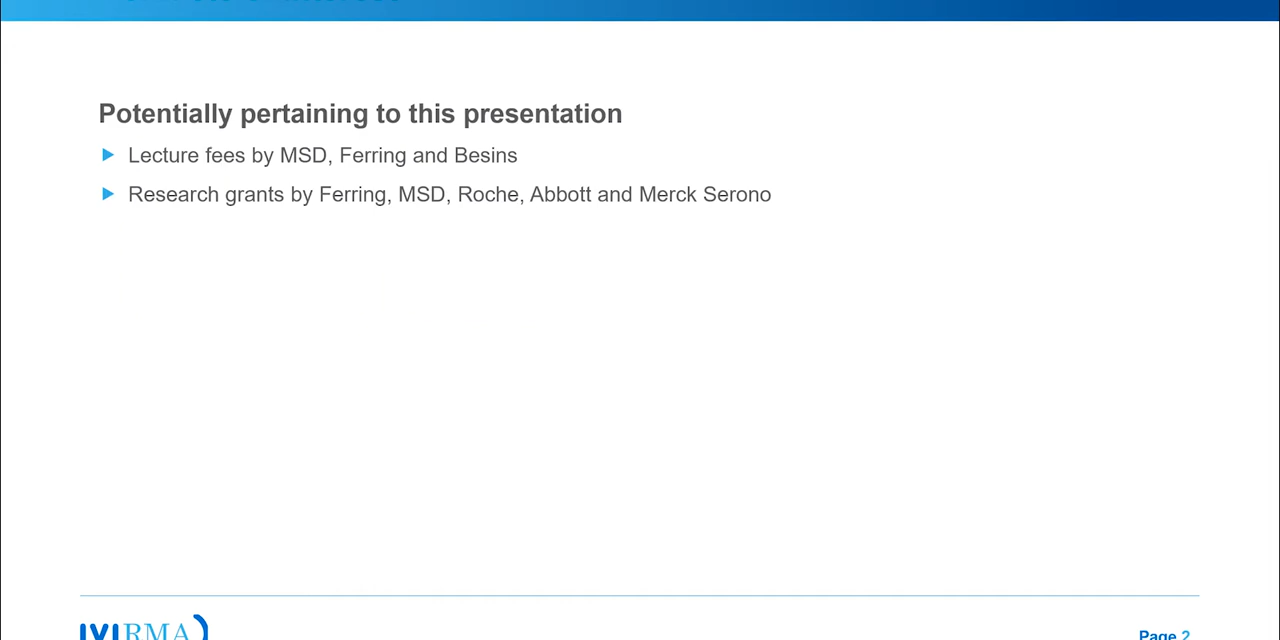 Potentially pertaining to this presentation
Lecture fees by MSD, Ferring and Besins
Research grants by Ferring, MSD, Roche, Abbott and Merck Serono
IVIRMA
Page 2